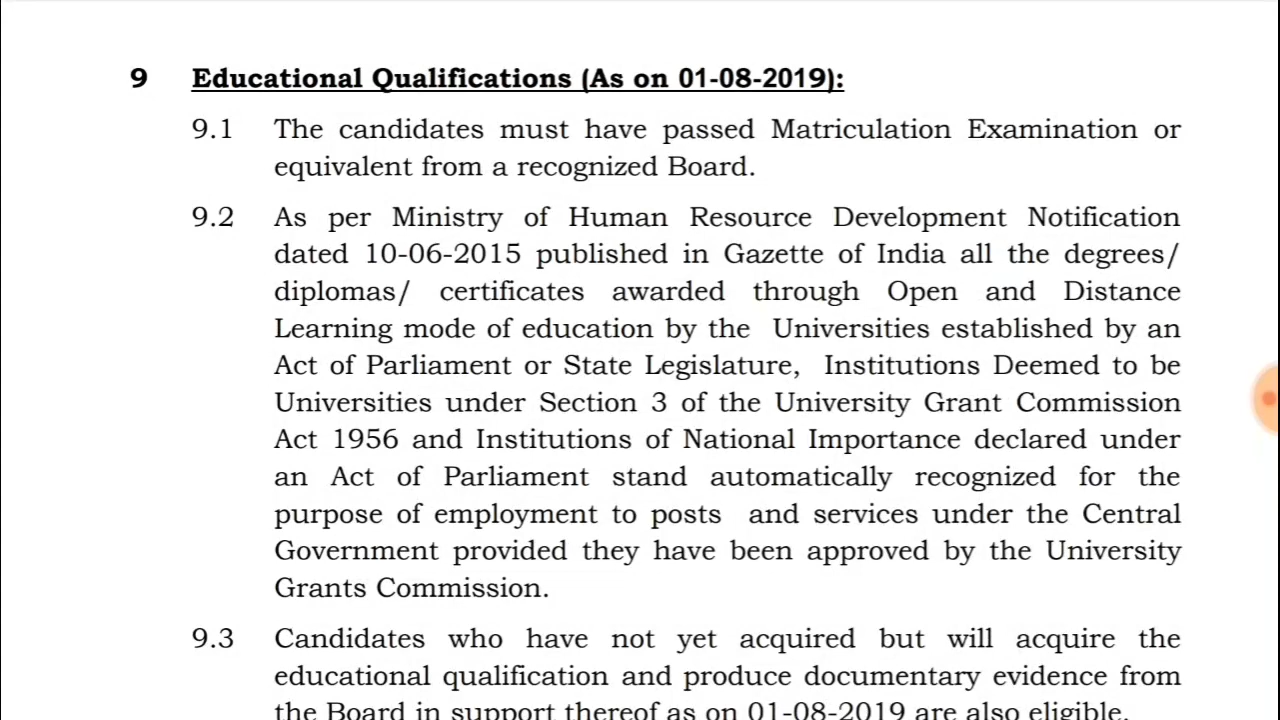 9 Educational Qualifications (As on 01-08-2019):
9.1 The candidates must have passed Matriculation Examination or
equivalent from a recognized Board.
9.2 As per Ministry of Human Resource Development Notification
dated 10-06-2015 published in Gazette of India all the degrees/
diplomas/ certificates awarded through Open and Distance
Learning mode of education by the Universities established by an
Act of Parliament or State Legislature, Institutions Deemed to be
Universities under Section 3 of the University Grant Commission
Act 1956 and Institutions of National Importance declared under
an Act of Parliament stand automatically recognized for the
purpose of employment to posts and services under the Central
Government provided they have been approved by the University
Grants Commission.
9.3 Candidates who have not yet acquired but will acquire the
educational qualification and produce documentary evidence from
the Board in support thereof as on 01-08-2019 are also eligible.